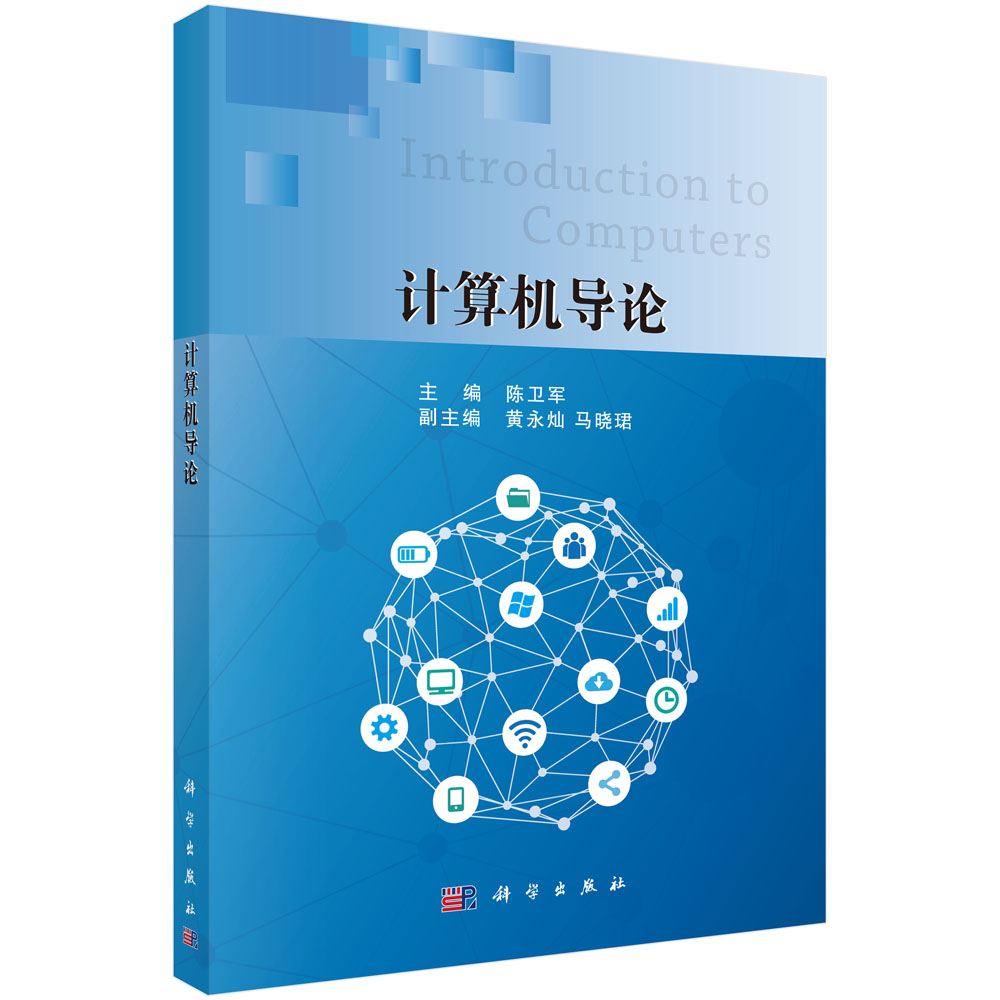 Introduction to
Computers
计算机导论
主 编 陈卫军
副主编 黄永灿 马晓珺
科学出版社
计算机导论
科学出版社